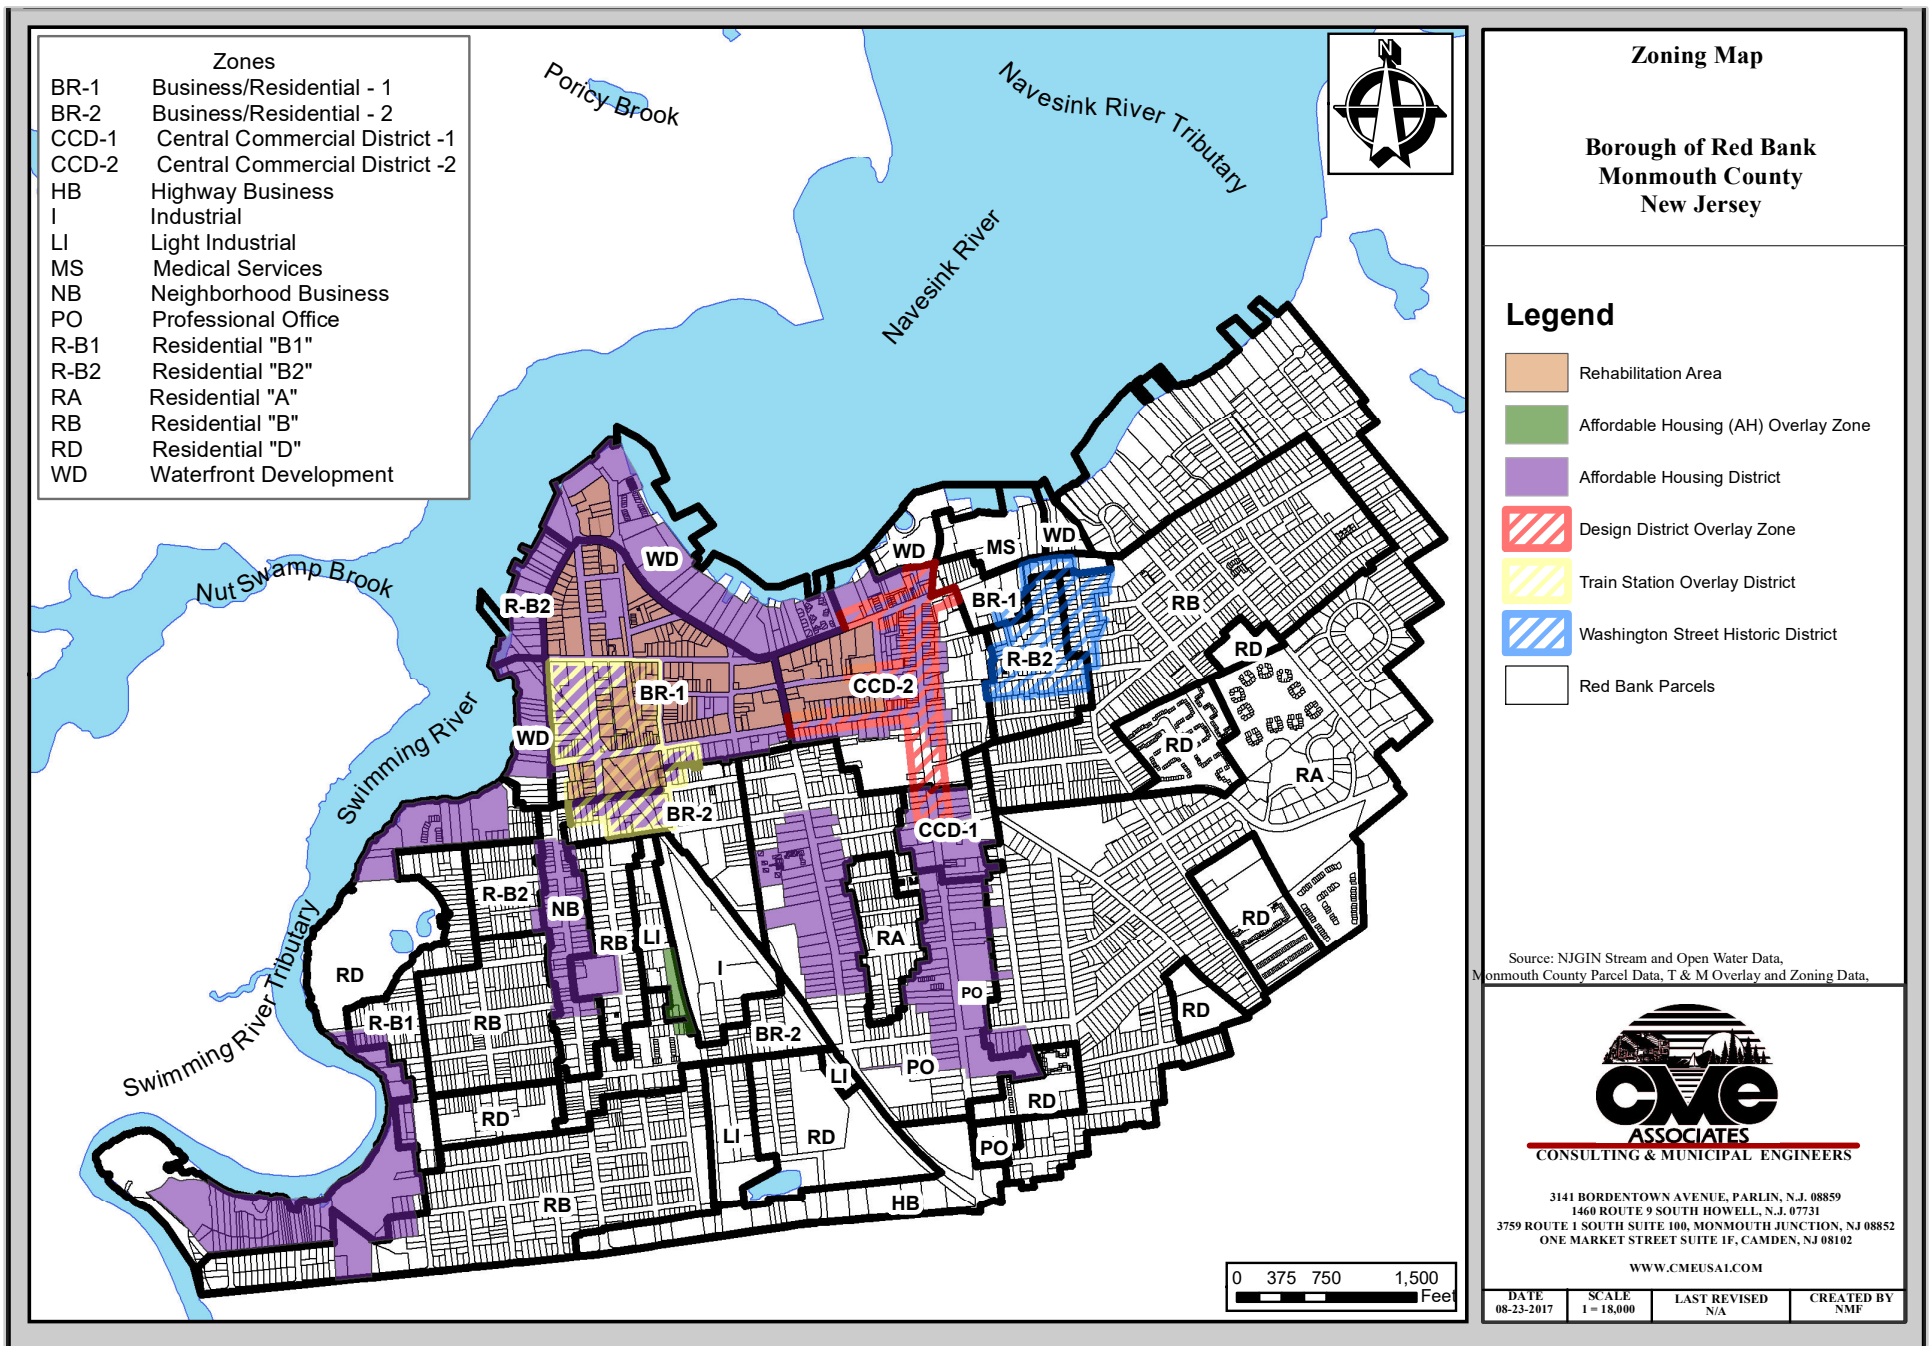 Zones
BR-1 Business/Residential - 1
BR-2 Business/Residential - 2
CCD-1 Central Commercial District -1
CCD-2 Central Commercial District -2
HB Highway Business
I Industrial
LI Light Industrial
MS Medical Services
NB Neighborhood Business
PO Professional Office
R-B1 Residential "B1"
R-B2 Residential "B2"
RA Residential "A"
RB Residential "B"
RD Residential "D"
WD Waterfront Development
Poricy Brook
Navesink River Tributary
Navesink River
N
Nut Swamp Brook
Swimming River
Swimming River Tributary
WD
WD
MS
WD
R-B2
BR-1
RB
RD
R-B2
BR-1
CCD-2
WD
RD
RA
BR-2
CCD-1
R-B2
NB
RB
LI
RA
RD
RD
I
PO
RD
R-B1
RB
BR-2
PO
LI
RD
RD
LI
RD
PO
RB
HB
0 375 750 1,500
Feet
Zoning Map
Borough of Red Bank
Monmouth County
New Jersey
Legend
Rehabilitation Area
Affordable Housing (AH) Overlay Zone
Affordable Housing District
Design District Overlay Zone
Train Station Overlay District
Washington Street Historic District
Red Bank Parcels
Source: NJGIN Stream and Open Water Data,
Monmouth County Parcel Data, T & M Overlay and Zoning Data,
CME
ASSOCIATES
CONSULTING & MUNICIPAL ENGINEERS
3141 BORDENTOWN AVENUE, PARLIN, N.J. 08859
1460 ROUTE 9 SOUTH HOWELL, N.J. 07731
3759 ROUTE 1 SOUTH SUITE 100, MONMOUTH JUNCTION, NJ 08852
ONE MARKET STREET SUITE 1F, CAMDEN, NJ 08102
WWW.CMEUSA1.COM
DATE
08-23-2017
SCALE
1 = 18,000
LAST REVISED
N/A
CREATED BY
NMF